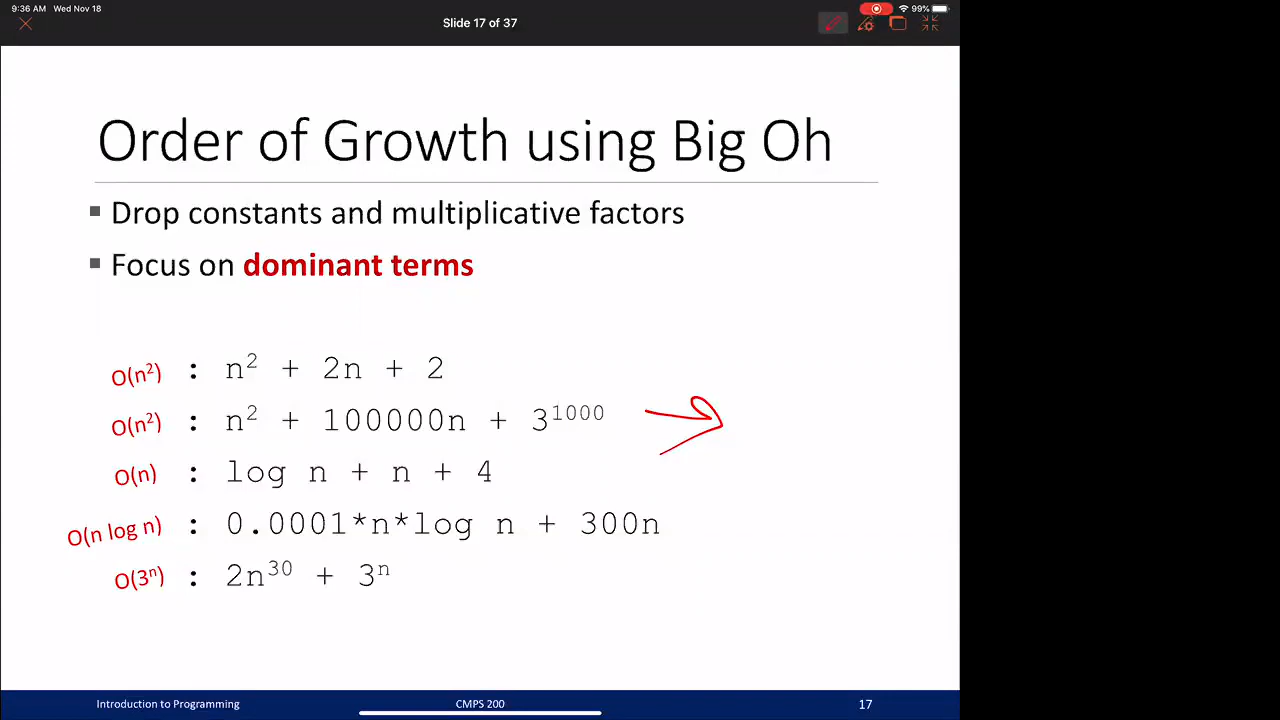 9:36 AM Wed Nov 18
99%
Slide 17 of 37
Order of Growth using Big Oh
▪ Drop constants and multiplicative factors
▪ Focus on dominant terms
O(n²) : n² + 2n + 2
O(n²) : n² + 100000n + 3¹⁰⁰⁰
O(n) : log n + n + 4
O(n log n) : 0.0001*n*log n + 300n
O(3ⁿ) : 2n³⁰ + 3ⁿ
Introduction to Programming CMPS 200 17